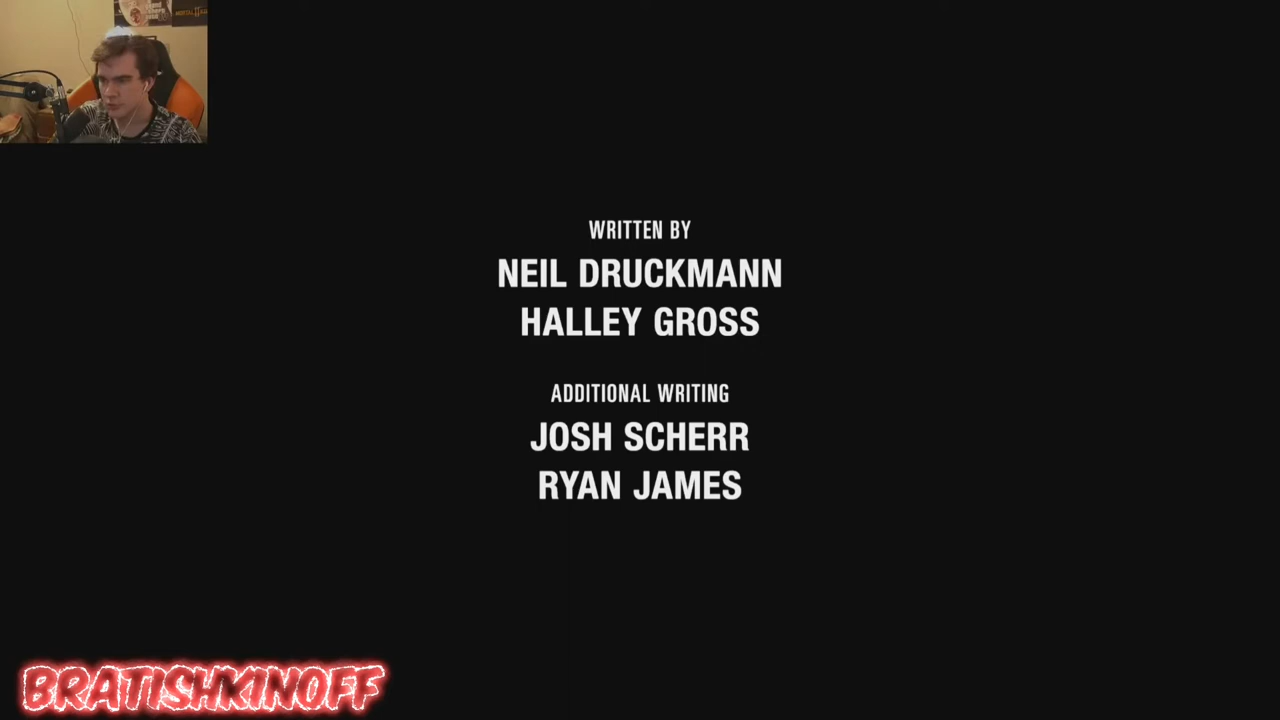 WRITTEN BY
NEIL DRUCKMANN
HALLEY GROSS
ADDITIONAL WRITING
JOSH SCHERR
RYAN JAMES
BRATISHKINOFF